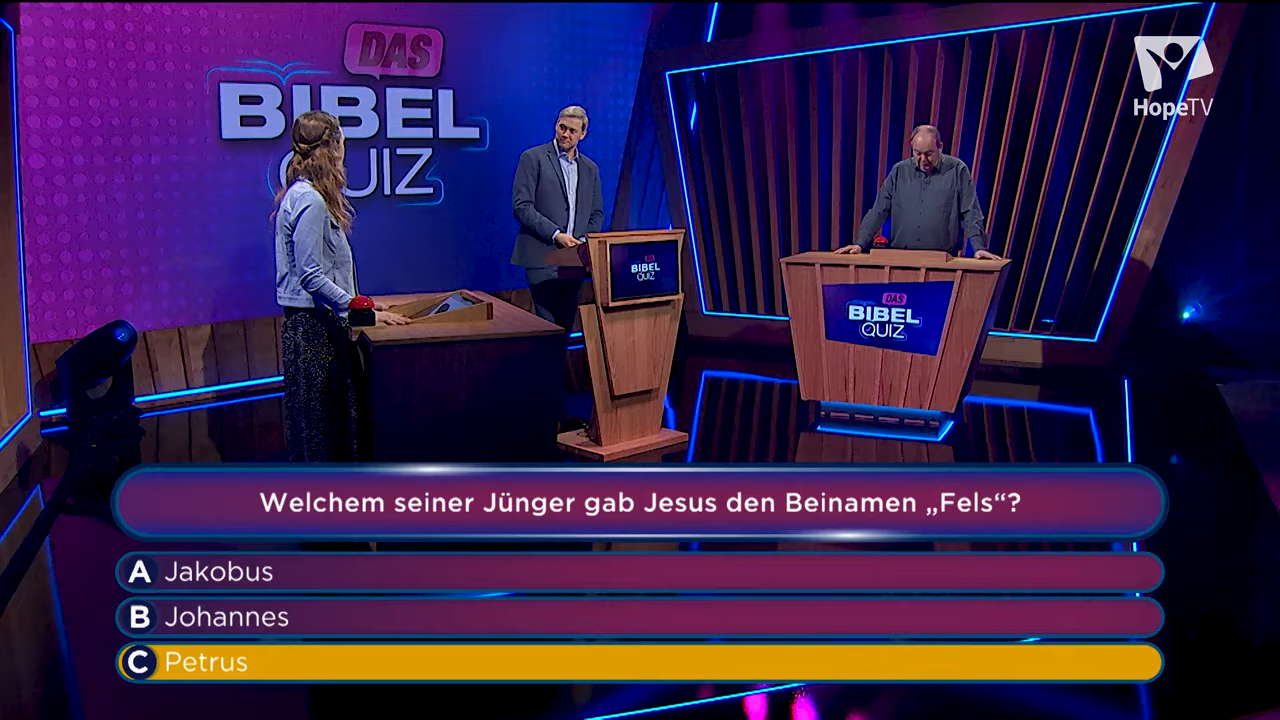 DAS
BIBEL
QUIZ
HopeTV
DAS
BIBEL
QUIZ
DAS
BIBEL
QUIZ
Welchem seiner Jünger gab Jesus den Beinamen „Fels“?
A Jakobus
B Johannes
C Petrus